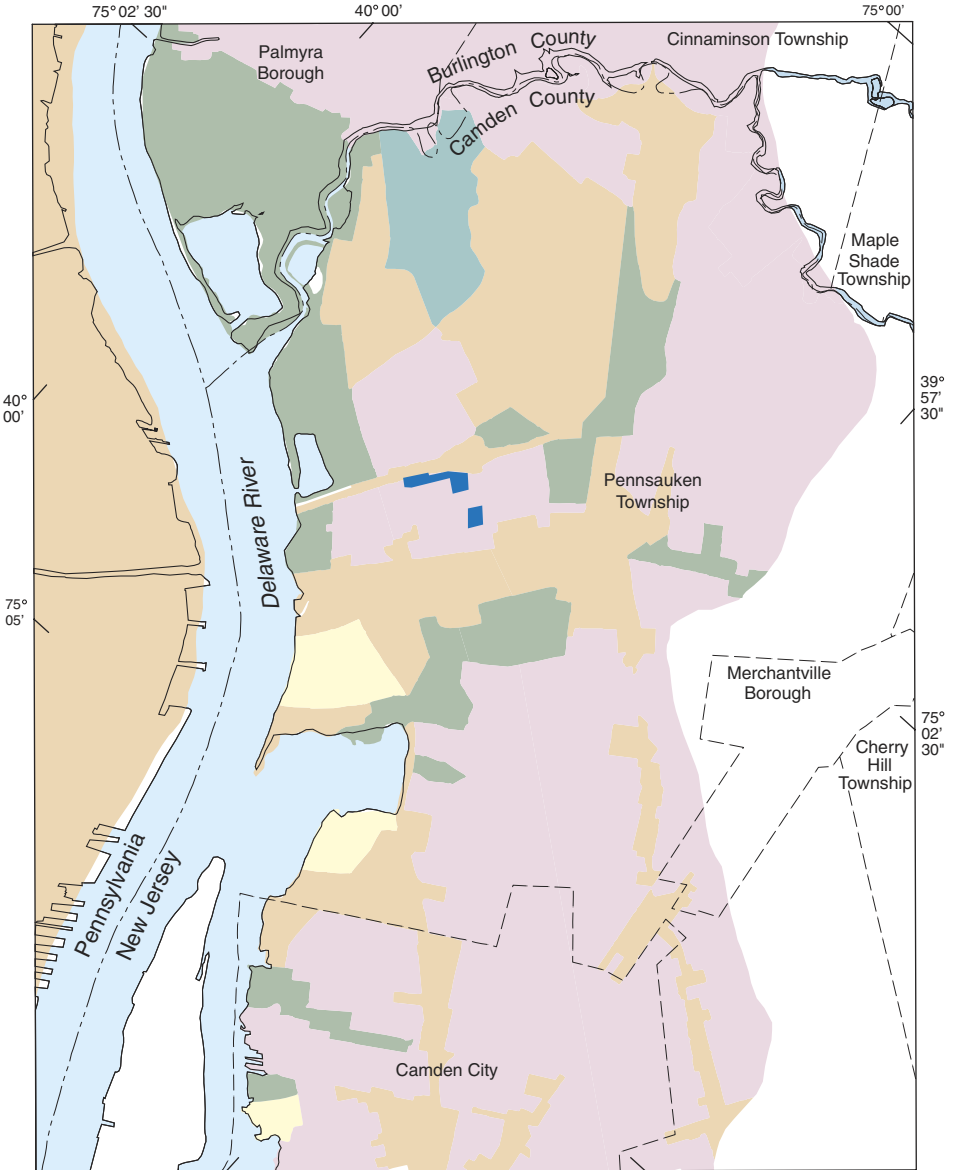 75°02'30"
40°00'
75°00'
Palmyra
Borough
Burlington County
Cinnaminson Township
Camden County
Maple
Shade
Township
40°
00'
39°
57'
30"
Delaware River
Pennsauken
Township
75°
05'
Merchantville
Borough
75°
02'
30"
Cherry
Hill
Township
Pennsylvania
New Jersey
Camden City